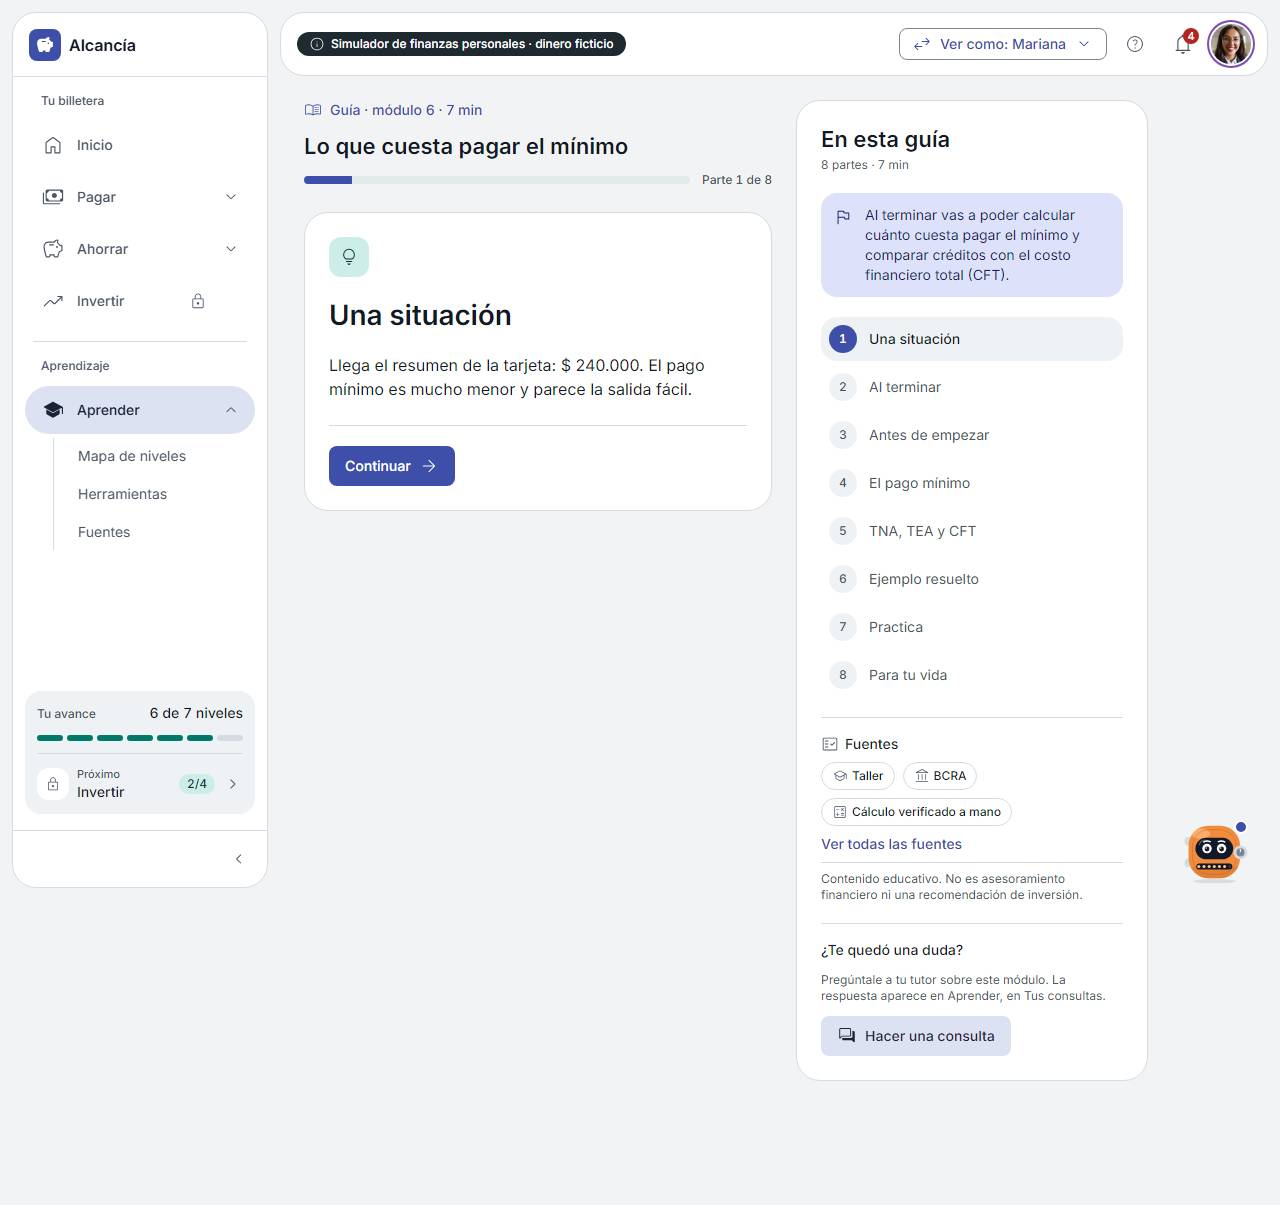 Alcancía
Simulador de finanzas personales · dinero ficticio
Ver como: Mariana
4
Tu billetera
Inicio
Pagar
Ahorrar
Invertir
Aprendizaje
Aprender
Mapa de niveles
Herramientas
Fuentes
Tu avance
6 de 7 niveles
Próximo
Invertir
2/4
Guía · módulo 6 · 7 min
Lo que cuesta pagar el mínimo
Parte 1 de 8
Una situación
Llega el resumen de la tarjeta: $ 240.000. El pago
mínimo es mucho menor y parece la salida fácil.
Continuar
En esta guía
8 partes · 7 min
Al terminar vas a poder calcular
cuánto cuesta pagar el mínimo y
comparar créditos con el costo
financiero total (CFT).
1 Una situación
2 Al terminar
3 Antes de empezar
4 El pago mínimo
5 TNA, TEA y CFT
6 Ejemplo resuelto
7 Practica
8 Para tu vida
Fuentes
Taller
BCRA
Cálculo verificado a mano
Ver todas las fuentes
Contenido educativo. No es asesoramiento
financiero ni una recomendación de inversión.
¿Te quedó una duda?
Pregúntale a tu tutor sobre este módulo. La
respuesta aparece en Aprender, en Tus consultas.
Hacer una consulta